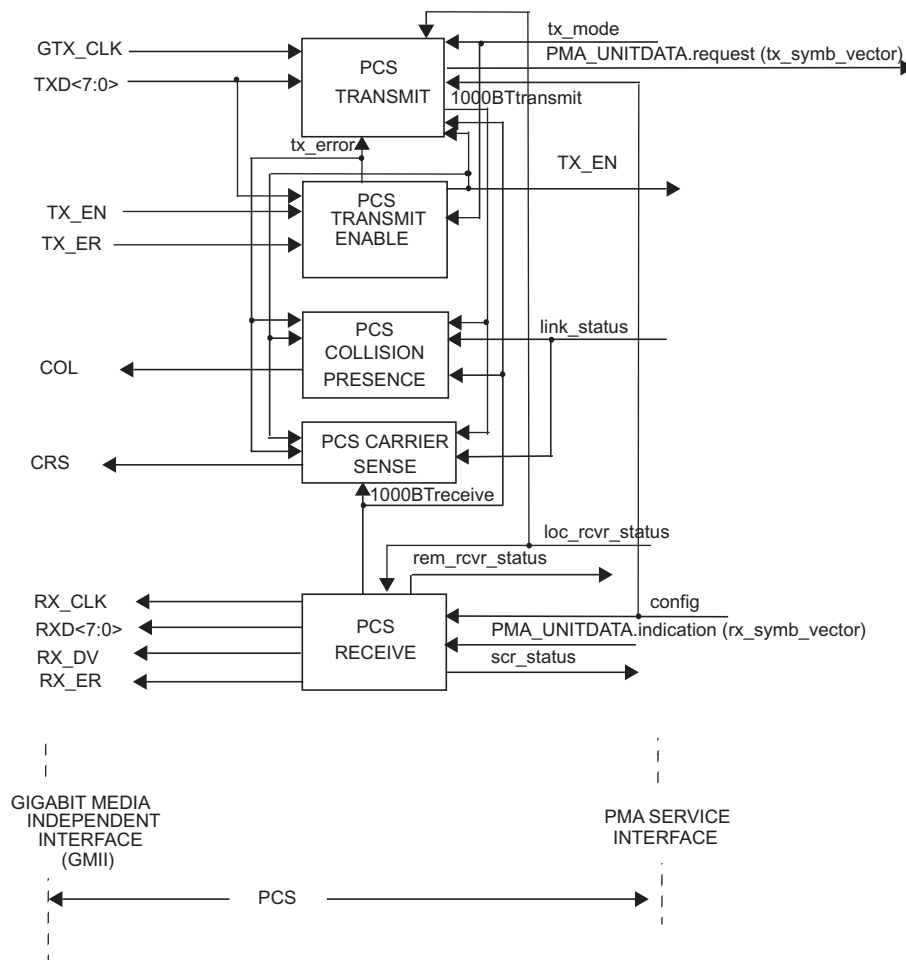 tx_mode
GTX_CLK
PMA_UNITDATA.request (tx_symb_vector)
PCS
TRANSMIT
TXD<7:0>
1000BTtransmit
tx_error
TX_EN
PCS
TRANSMIT
ENABLE
TX_EN
TX_ER
PCS
COLLISION
PRESENCE
link_status
COL
PCS CARRIER
SENSE
CRS
1000BTreceive
loc_rcvr_status
rem_rcvr_status
RX_CLK
config
RXD<7:0>
PCS
RECEIVE
PMA_UNITDATA.indication (rx_symb_vector)
RX_DV
scr_status
RX_ER
GIGABIT MEDIA
INDEPENDENT
INTERFACE
(GMII)
PMA SERVICE
INTERFACE
PCS